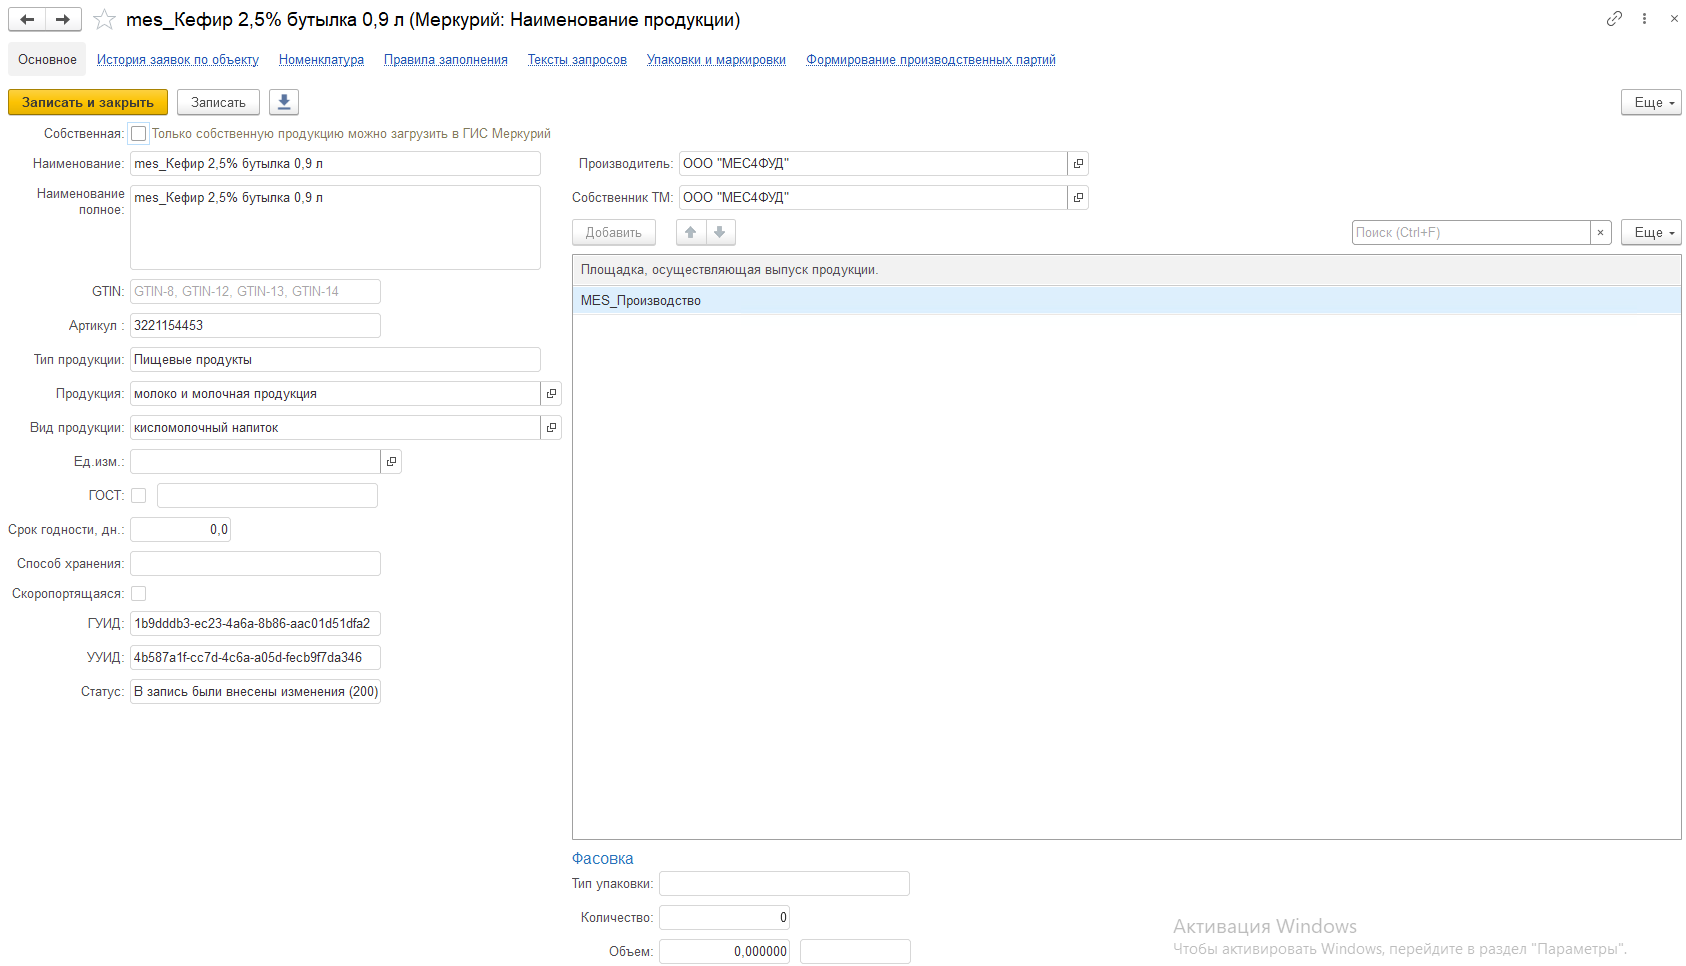 mes_Кефир 2,5% бутылка 0,9 л (Меркурий: Наименование продукции)
Основное История заявок по объекту Номенклатура Правила заполнения Тексты запросов Упаковки и маркировки Формирование производственных партий
Записать и закрыть Записать Еще
Собственная: Только собственную продукцию можно загрузить в ГИС Меркурий
Наименование: mes_Кефир 2,5% бутылка 0,9 л
Наименование полное: mes_Кефир 2,5% бутылка 0,9 л
GTIN: GTIN-8, GTIN-12, GTIN-13, GTIN-14
Артикул : 3221154453
Тип продукции: Пищевые продукты
Продукция: молоко и молочная продукция
Вид продукции: кисломолочный напиток
Ед.изм.:
ГОСТ:
Срок годности, дн.: 0,0
Способ хранения:
Скоропортящаяся:
ГУИД: 1b9dddb3-ec23-4a6a-8b86-aac01d51dfa2
УУИД: 4b587a1f-cc7d-4c6a-a05d-fecb9f7da346
Статус: В запись были внесены изменения (200)
Производитель: ООО "МЕС4ФУД"
Собственник ТМ: ООО "МЕС4ФУД"
Добавить Поиск (Ctrl+F) × Еще
Площадка, осуществляющая выпуск продукции.
MES_Производство
Фасовка
Тип упаковки:
Количество: 0
Объем: 0,000000
Активация Windows
Чтобы активировать Windows, перейдите в раздел "Параметры".